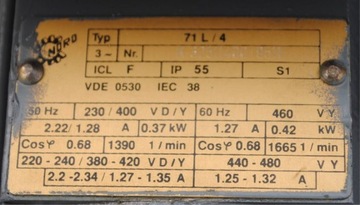 NORD
Typ 71 L / 4
3~ Nr.
ICL F IP 55 S1
VDE 0530 IEC 38
50 Hz 230 / 400 V D / Y 60 Hz 460 V Y
2.22 / 1.28 A 0.37 kW 1.27 A 0.42 kW
Cosφ 0.68 1390 1 / min Cosφ 0.68 1665 1 / min
220 - 240 / 380 - 420 V D / Y 440 - 480 V Y
2.2 - 2.34 / 1.27 - 1.35 A 1.25 - 1.32 A